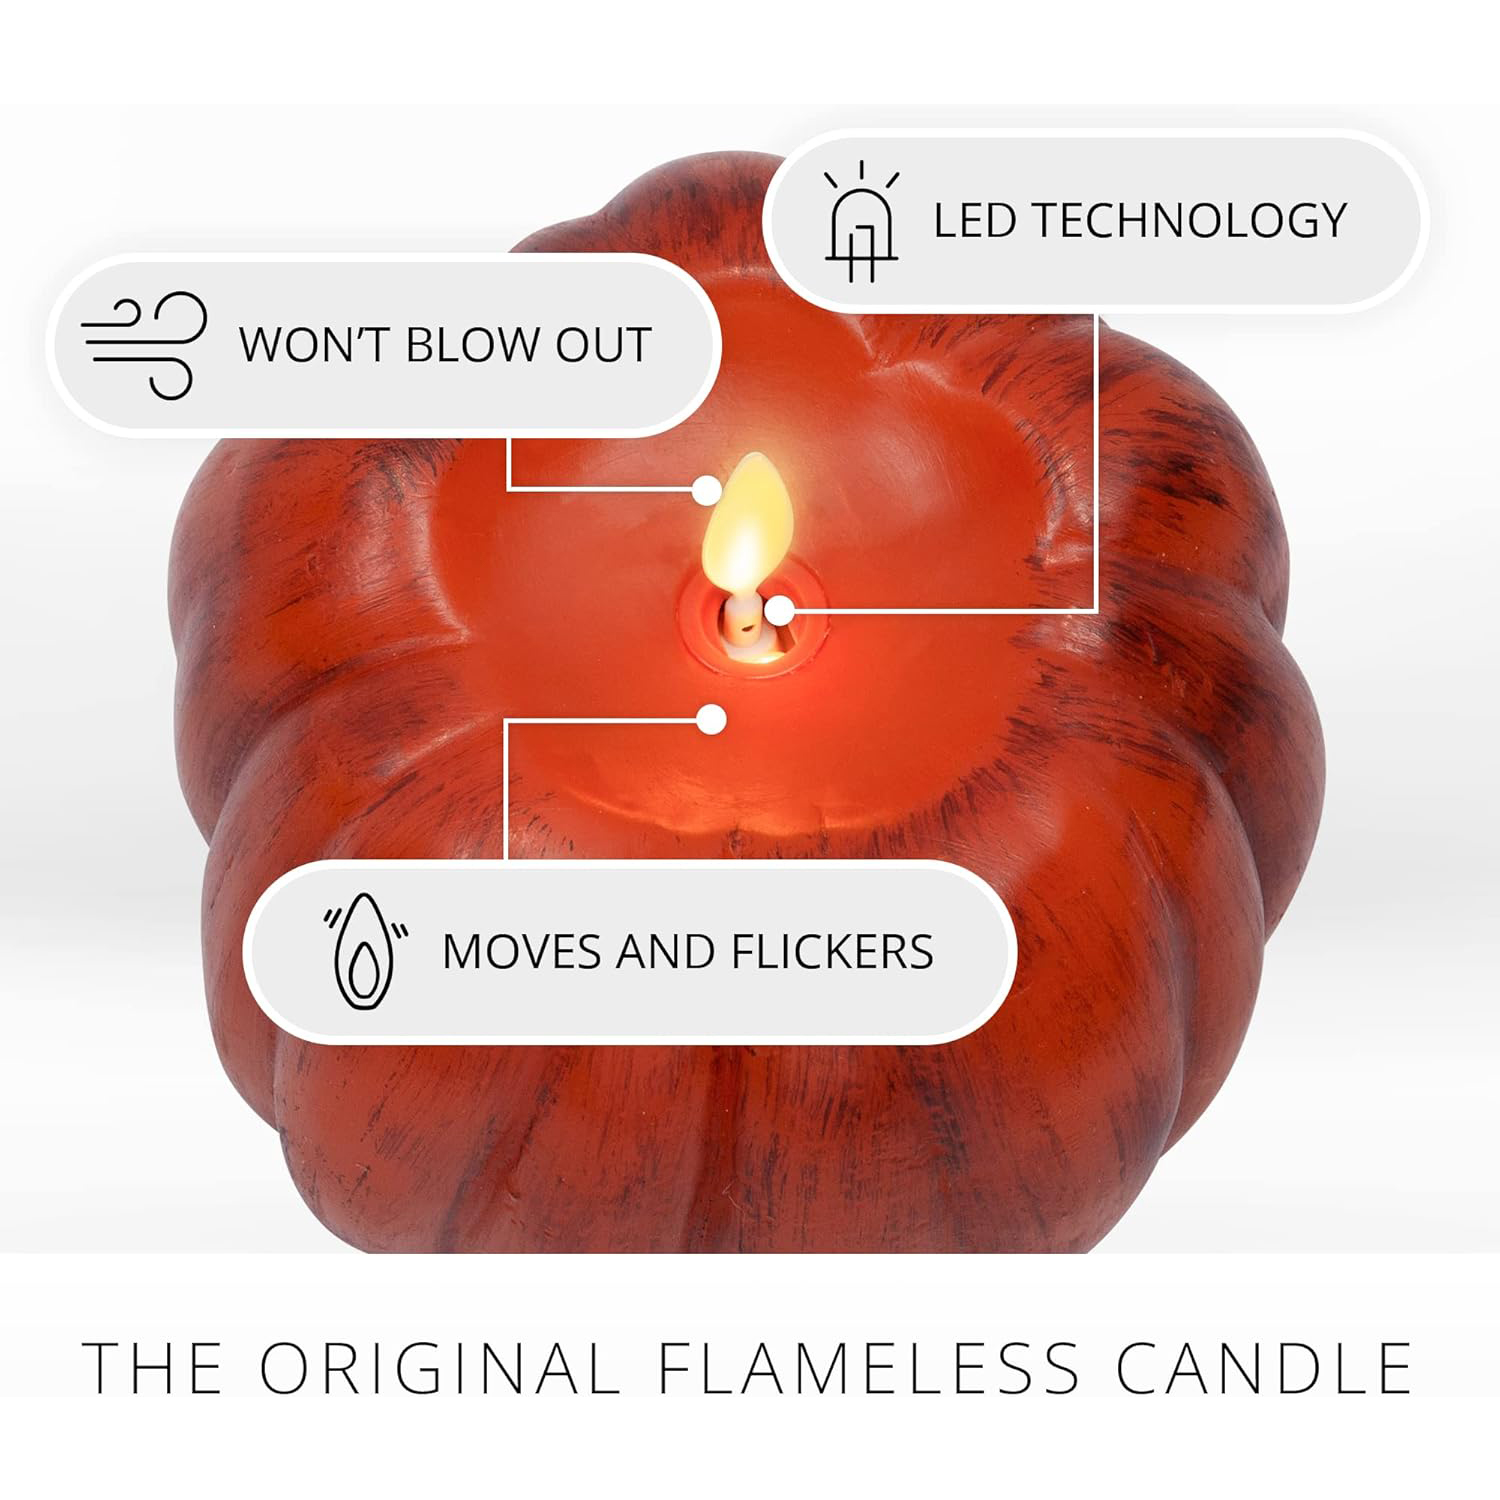 LED TECHNOLOGY
WON'T BLOW OUT
MOVES AND FLICKERS
THE ORIGINAL FLAMELESS CANDLE